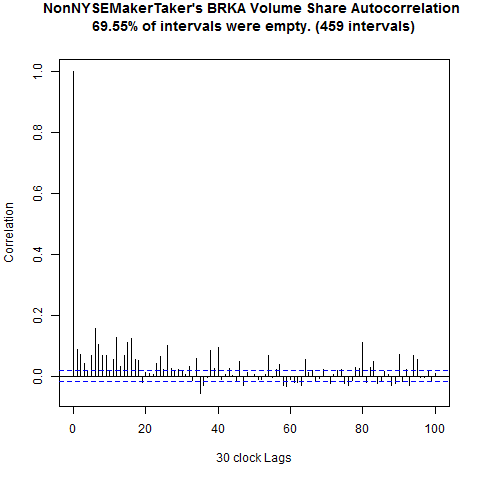 NonNYSEMakerTaker's BRKA Volume Share Autocorrelation
69.55% of intervals were empty. (459 intervals)
Correlation
1.0
0.8
0.6
0.4
0.2
0.0
0 20 40 60 80 100
30 clock Lags